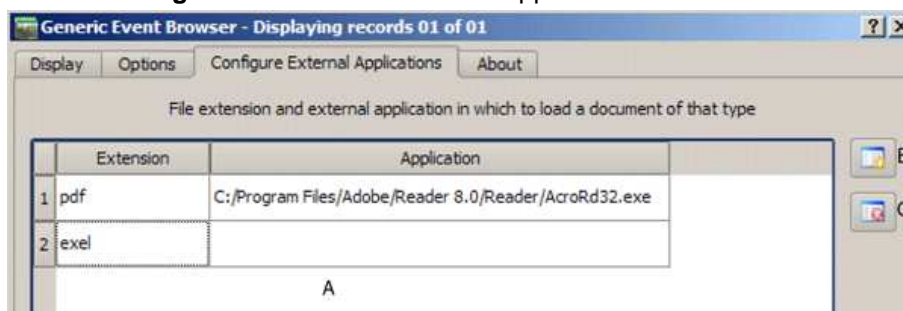 Generic Event Browser - Displaying records 01 of 01 ? X
Display Options Configure External Applications About
File extension and external application in which to load a document of that type
Extension Application
1 pdf C:/Program Files/Adobe/Reader 8.0/Reader/AcroRd32.exe
2 exel
A